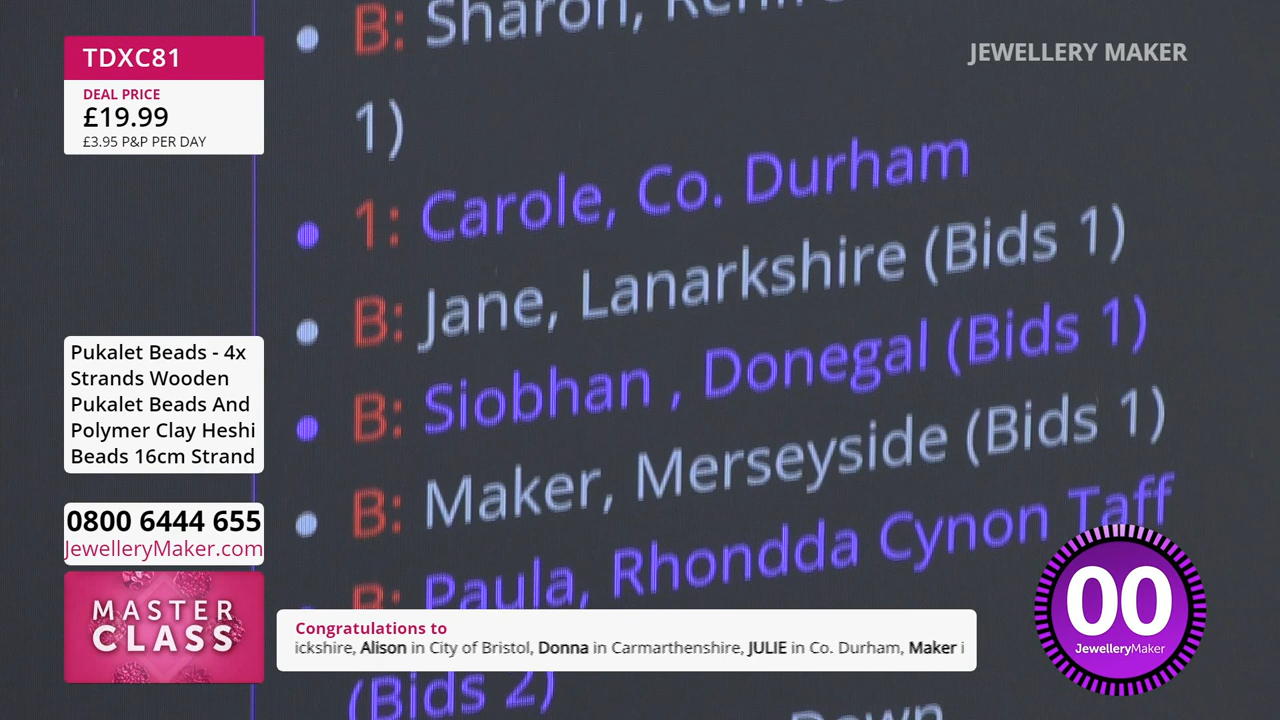 TDXC81
DEAL PRICE
£19.99
£3.95 P&P PER DAY
JEWELLERY MAKER
B: Sharon,
1)
1: Carole, Co. Durham
B: Jane, Lanarkshire (Bids 1)
B: Siobhan , Donegal (Bids 1)
B: Maker, Merseyside (Bids 1)
B: Paula, Rhondda Cynon Taff
(Bids 2)
Down
Pukalet Beads - 4x
Strands Wooden
Pukalet Beads And
Polymer Clay Heshi
Beads 16cm Strand
0800 6444 655
JewelleryMaker.com
MASTER
CLASS
Congratulations to
ickshire, Alison in City of Bristol, Donna in Carmarthenshire, JULIE in Co. Durham, Maker i
00
JewelleryMaker